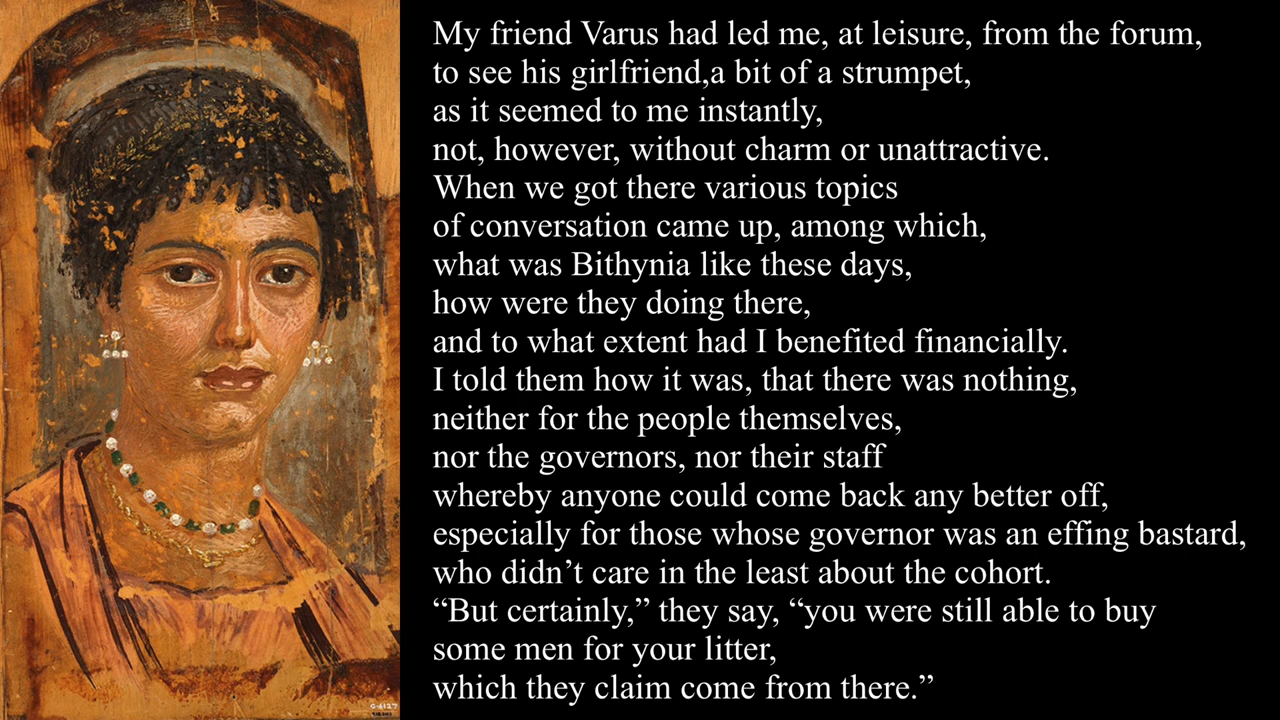 My friend Varus had led me, at leisure, from the forum,
to see his girlfriend,a bit of a strumpet,
as it seemed to me instantly,
not, however, without charm or unattractive.
When we got there various topics
of conversation came up, among which,
what was Bithynia like these days,
how were they doing there,
and to what extent had I benefited financially.
I told them how it was, that there was nothing,
neither for the people themselves,
nor the governors, nor their staff
whereby anyone could come back any better off,
especially for those whose governor was an effing bastard,
who didn’t care in the least about the cohort.
“But certainly,” they say, “you were still able to buy
some men for your litter,
which they claim come from there.”